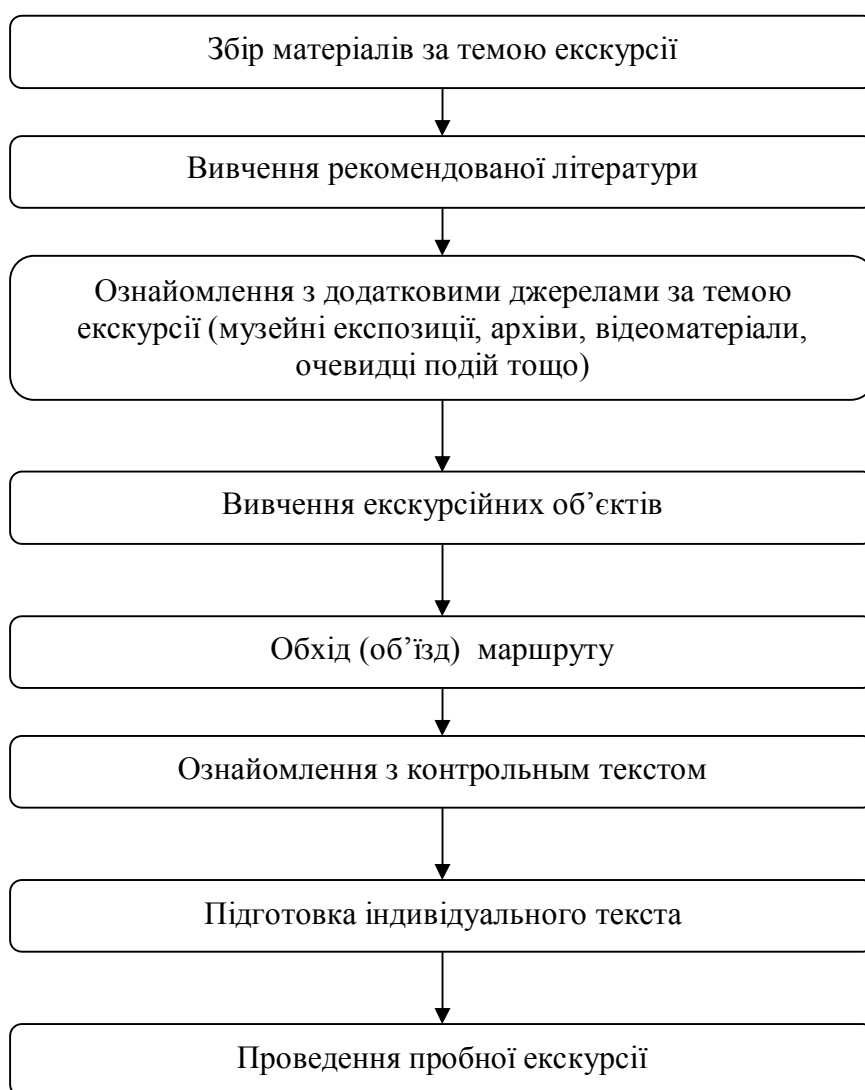 Збір матеріалів за темою екскурсії
Вивчення рекомендованої літератури
Ознайомлення з додатковими джерелами за темою
екскурсії (музейні експозиції, архіви, відеоматеріали,
очевидці подій тощо)
Вивчення екскурсійних об’єктів
Обхід (об’їзд)  маршруту
Ознайомлення з контрольным текстом
Підготовка індивідуального текста
Проведення пробної екскурсії